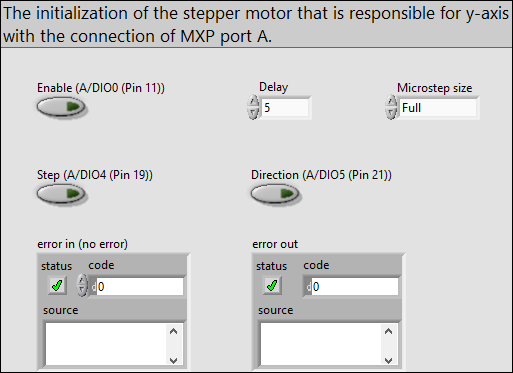 The initialization of the stepper motor that is responsible for y-axis
with the connection of MXP port A.
Enable (A/DIO0 (Pin 11)) Delay Microstep size
5 Full
Step (A/DIO4 (Pin 19)) Direction (A/DIO5 (Pin 21))
error in (no error) error out
status code status code
d 0 d 0
source source